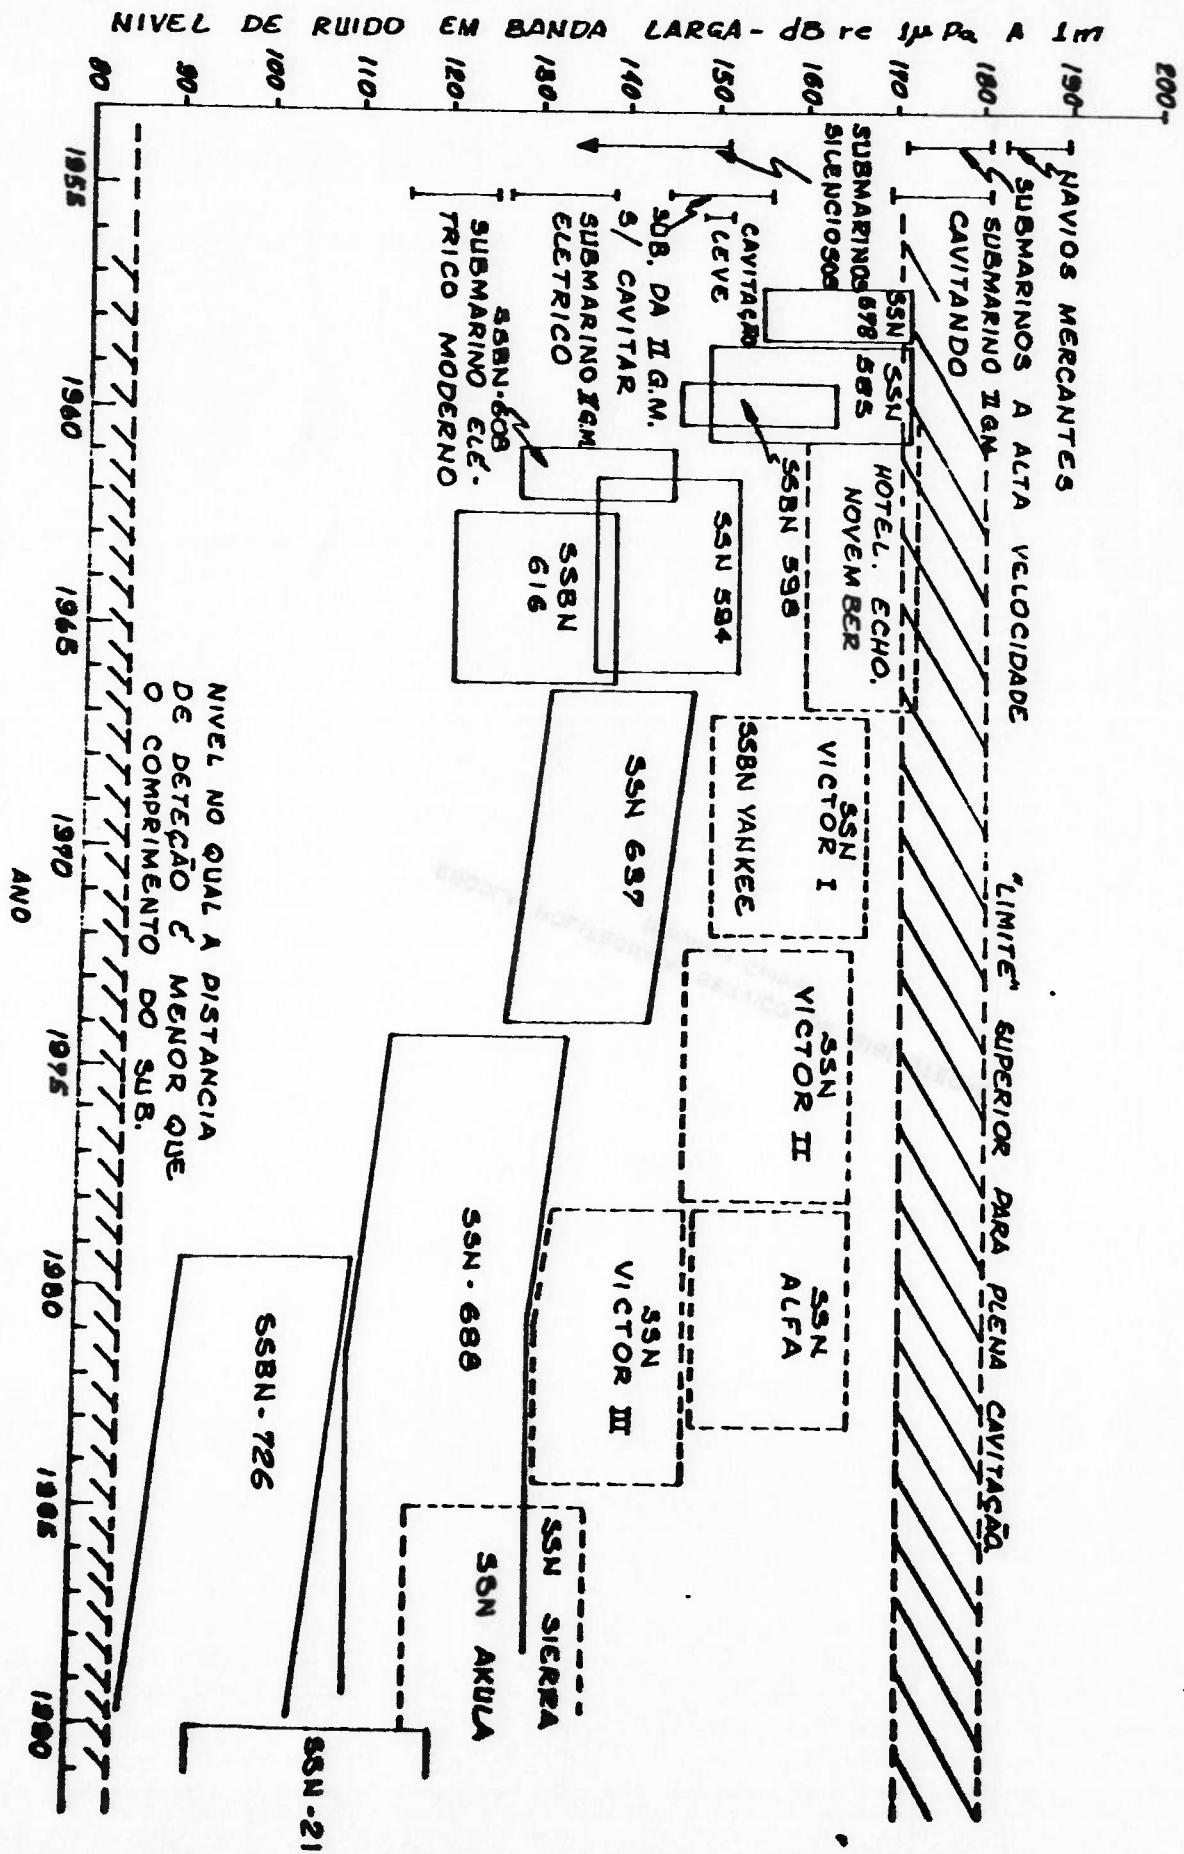 NIVEL DE RUIDO EM BANDA LARGA - dB re 1µ Pa A 1m
200
190
180
170
160
150
140
130
120
110
100
90
80
NAVIOS MERCANTES
SUBMARINOS A ALTA VELOCIDADE
SUBMARINO II GM
CAVITANDO
SUBMARINOS
SILENCIOSOS
CAVITAÇÃO
LEVE
SUB. DA II G.M.
S/ CAVITAR
SUBMARINO II GM
ELETRICO
SSBN-608
SUBMARINO ELÉ-
TRICO MODERNO
"LIMITE" SUPERIOR PARA PLENA CAVITAÇÃO
SSN
578
SSN
585
SSBN 598
HOTEL. ECHO.
NOVEMBER
SSN 594
SSBN
616
SSN
VICTOR I
SSBN YANKEE
SSN 637
SSN
VICTOR II
SSN
ALFA
SSN
VICTOR III
SSN-688
SSBN-726
SSN SIERRA
SSN AKULA
SSN-21
NIVEL NO QUAL A DISTANCIA
DE DETEÇÃO É MENOR QUE
O COMPRIMENTO DO SUB.
1955
1960
1965
1970
1975
1980
1985
1990
ANO